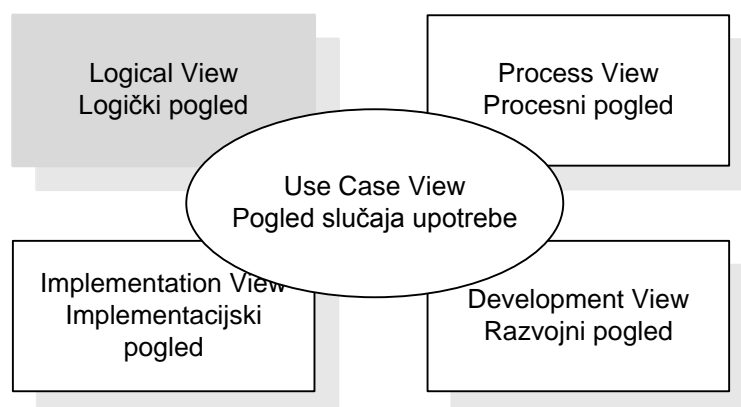 Logical View
Logički pogled
Process View
Procesni pogled
Use Case View
Pogled slučaja upotrebe
Implementation View
Implementacijski
pogled
Development View
Razvojni pogled